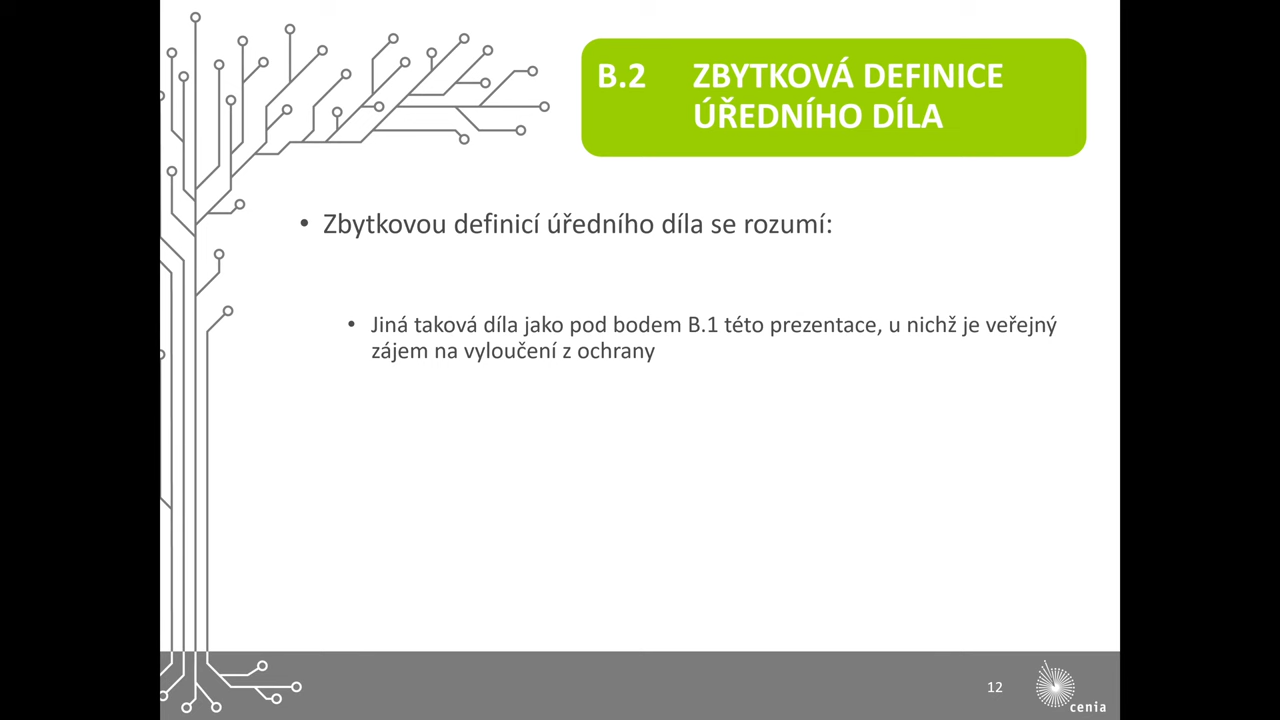 B.2 ZBYTKOVÁ DEFINICE
ÚŘEDNÍHO DÍLA
• Zbytkovou definicí úředního díla se rozumí:
• Jiná taková díla jako pod bodem B.1 této prezentace, u nichž je veřejný
zájem na vyloučení z ochrany
12
cenia